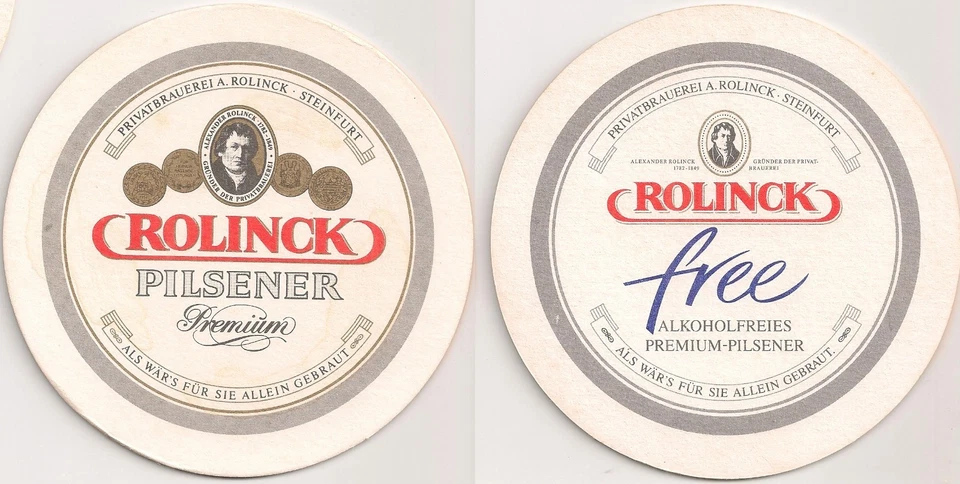 PRIVATBRAUEREI A. ROLINCK · STEINFURT
ALEXANDER ROLINCK 1782-1849 • GRÜNDER DER PRIVATBRAUEREI •
ROLINCK
PILSENER
Premium
ALS WÄR'S FÜR SIE ALLEIN GEBRAUT
PRIVATBRAUEREI A. ROLINCK · STEINFURT
ALEXANDER ROLINCK
1782-1849
GRÜNDER DER PRIVAT-
BRAUEREI
ROLINCK
free
ALKOHOLFREIES
PREMIUM-PILSENER
ALS WÄR'S FÜR SIE ALLEIN GEBRAUT.